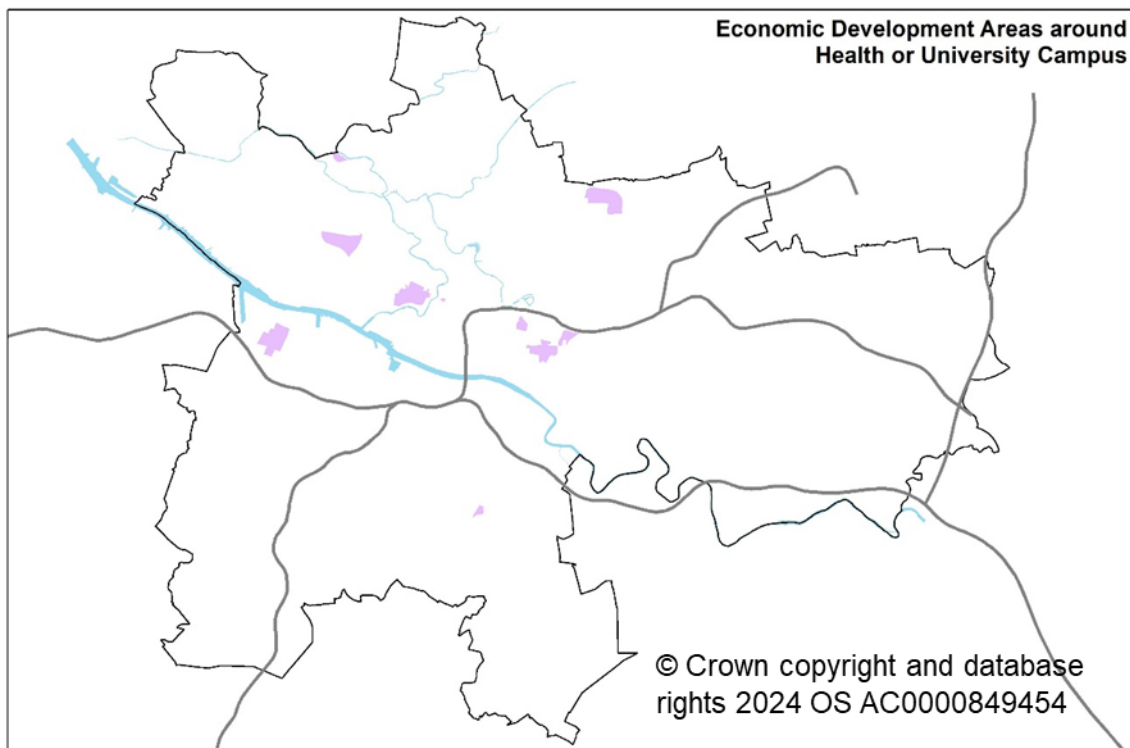 Economic Development Areas around
Health or University Campus
© Crown copyright and database
rights 2024 OS AC0000849454